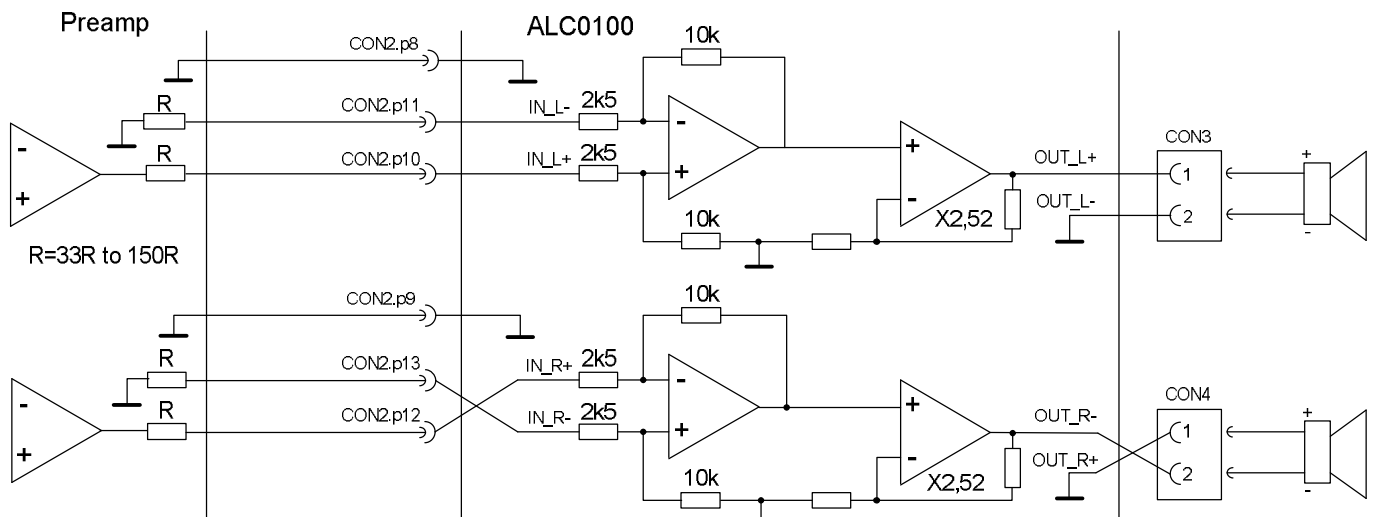 Preamp
ALC0100
CON2.p8
10k
R
CON2.p11
IN_L-
2k5
-
-
+
CON3
R
CON2.p10
IN_L+
2k5
+
+
-
OUT_L+
1
+
OUT_L-
2
-
X2,52
10k
R=33R to 150R
CON2.p9
10k
R
CON2.p13
IN_R+
2k5
-
-
+
CON4
R
CON2.p12
IN_R-
2k5
+
+
-
OUT_R-
1
+
OUT_R+
2
-
X2,52
10k